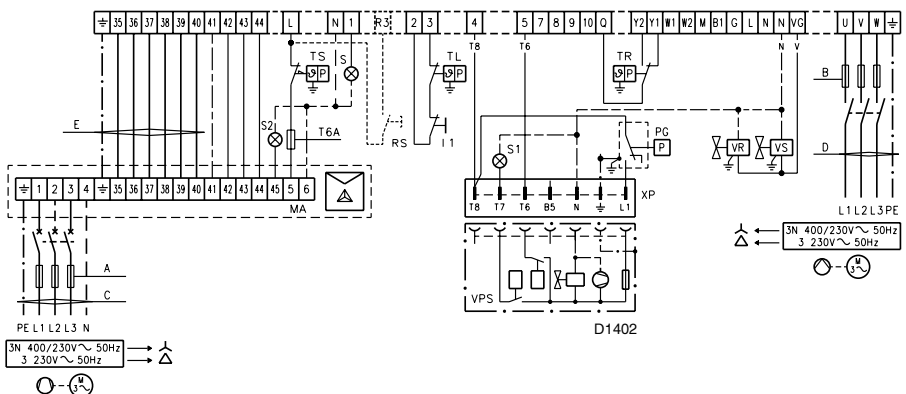 ⏚ 35 36 37 38 39 40 41 42 43 44 L N 1 R3 2 3 4 5 7 8 9 10 Q Y2 Y1 W1 W2 M B1 G L N N VG U V W ⏚
T8 T6 N V
TS S TL TR
B
E
S2 T6A RS I1 S1 PG P VR VS D
⏚ 1 2 3 4 ⏚ 35 36 37 38 39 40 41 42 43 44 45 5 6
MA
XP
T8 T7 T6 B5 N ⏚ L1
L1 L2 L3 PE
3N 400/230V ~ 50Hz
3 230V ~ 50Hz
M
3~
A
C
VPS
D1402
PE L1 L2 L3 N
3N 400/230V ~ 50Hz
3 230V ~ 50Hz
M
3~